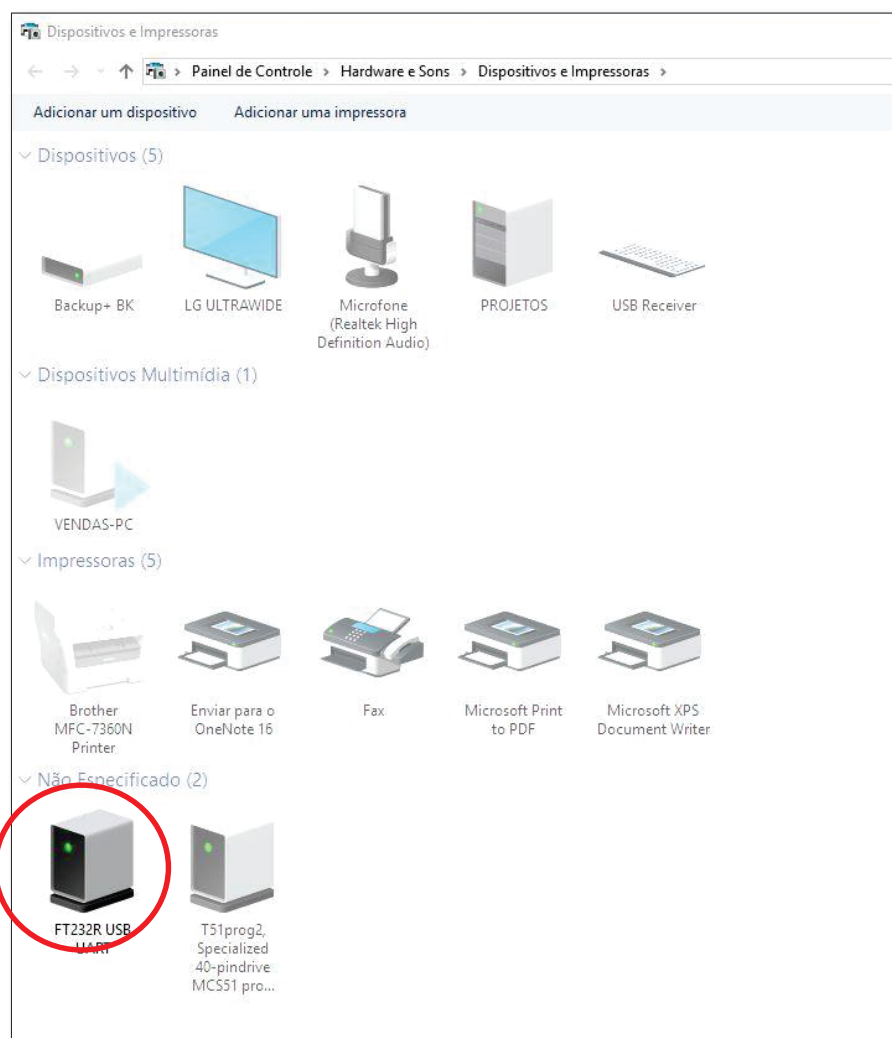 Dispositivos e Impressoras
Painel de Controle > Hardware e Sons > Dispositivos e Impressoras >
Adicionar um dispositivo Adicionar uma impressora
Dispositivos (5)
Backup+ BK
LG ULTRAWIDE
Microfone
(Realtek High
Definition Audio)
PROJETOS
USB Receiver
Dispositivos Multimídia (1)
VENDAS-PC
Impressoras (5)
Brother
MFC-7360N
Printer
Enviar para o
OneNote 16
Fax
Microsoft Print
to PDF
Microsoft XPS
Document Writer
Não Especificado (2)
FT232R USB
UART
T51prog2,
Specialized
40-pindrive
MCS51 pro...